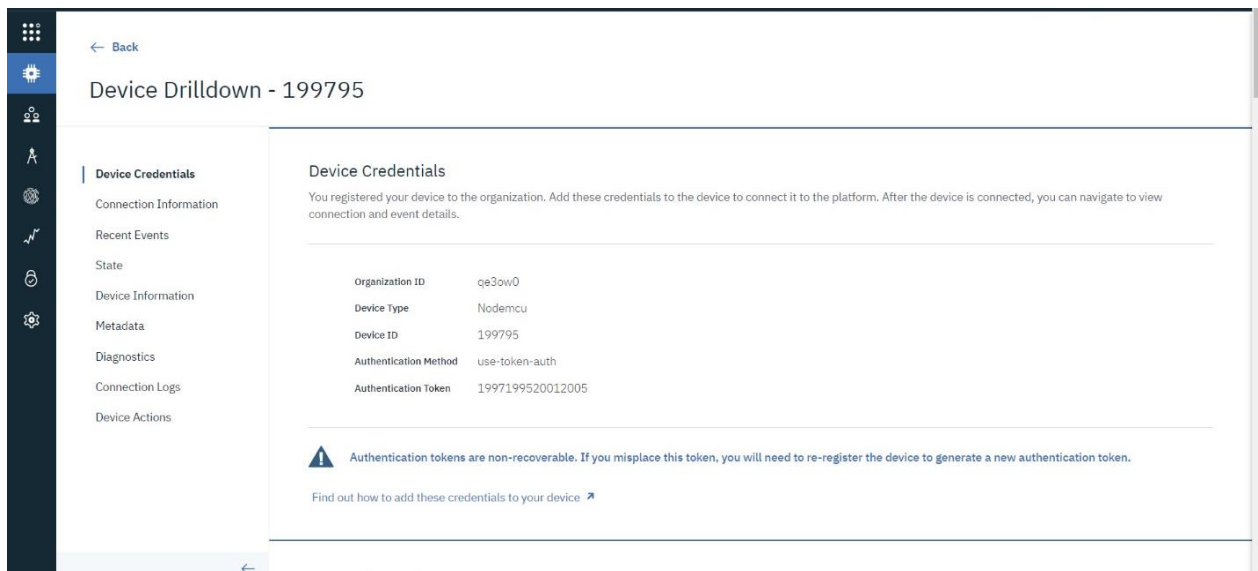 ← Back
Device Drilldown - 199795
Device Credentials
Connection Information
Recent Events
State
Device Information
Metadata
Diagnostics
Connection Logs
Device Actions
Device Credentials
You registered your device to the organization. Add these credentials to the device to connect it to the platform. After the device is connected, you can navigate to view
connection and event details.
Organization ID qe3ow0
Device Type Nodemcu
Device ID 199795
Authentication Method use-token-auth
Authentication Token 1997199520012005
Authentication tokens are non-recoverable. If you misplace this token, you will need to re-register the device to generate a new authentication token.
Find out how to add these credentials to your device ↗
←